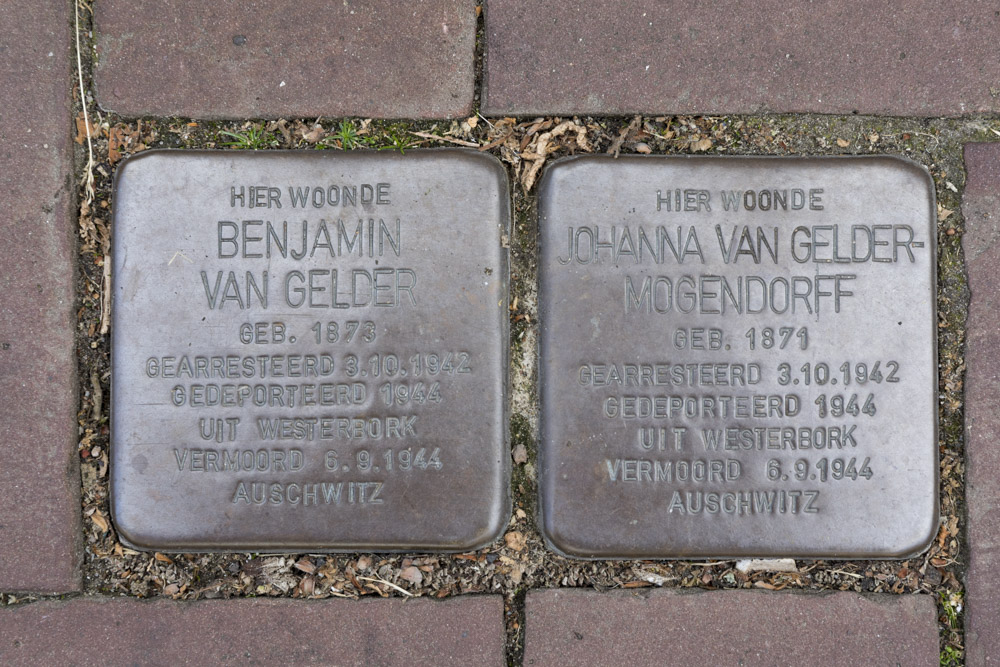 HIER WOONDE
BENJAMIN
VAN GELDER
GEB. 1873
GEARRESTEERD 3.10.1942
GEDEPORTEERD 1944
UIT WESTERBORK
VERMOORD 6.9.1944
AUSCHWITZ
HIER WOONDE
JOHANNA VAN GELDER-
MOGENDORFF
GEB. 1871
GEARRESTEERD 3.10.1942
GEDEPORTEERD 1944
UIT WESTERBORK
VERMOORD 6.9.1944
AUSCHWITZ